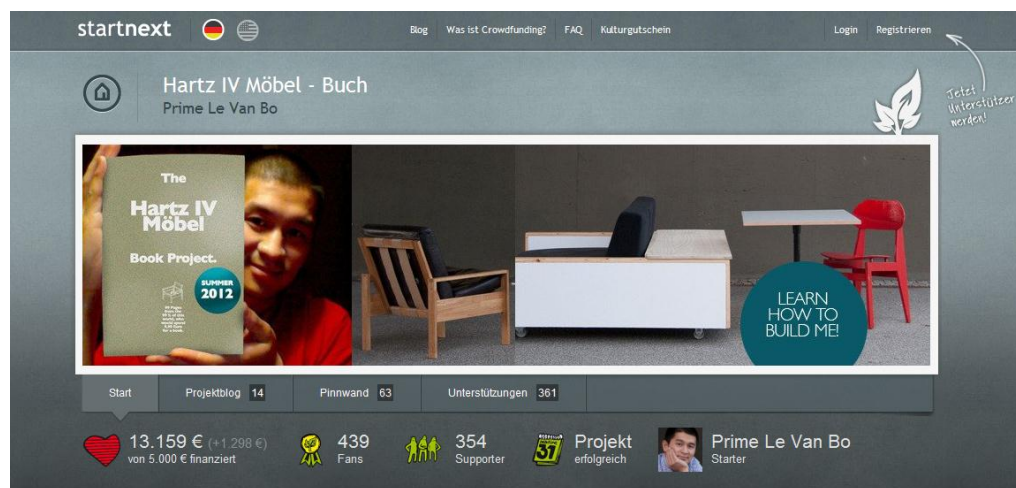 startnext
Blog Was ist Crowdfunding? FAQ Kulturgutschein
Login Registrieren
Jetzt
Unterstützer
werden!
Hartz IV Möbel - Buch
Prime Le Van Bo
The
Hartz IV
Möbel
Book Project.
SUMMER
2012
LEARN
HOW TO
BUILD ME!
Start Projektblog 14 Pinnwand 63 Unterstützungen 361
13.159 € (+1.298 €)
von 5.000 € finanziert
439
Fans
354
Supporter
31
Projekt
erfolgreich
Prime Le Van Bo
Starter